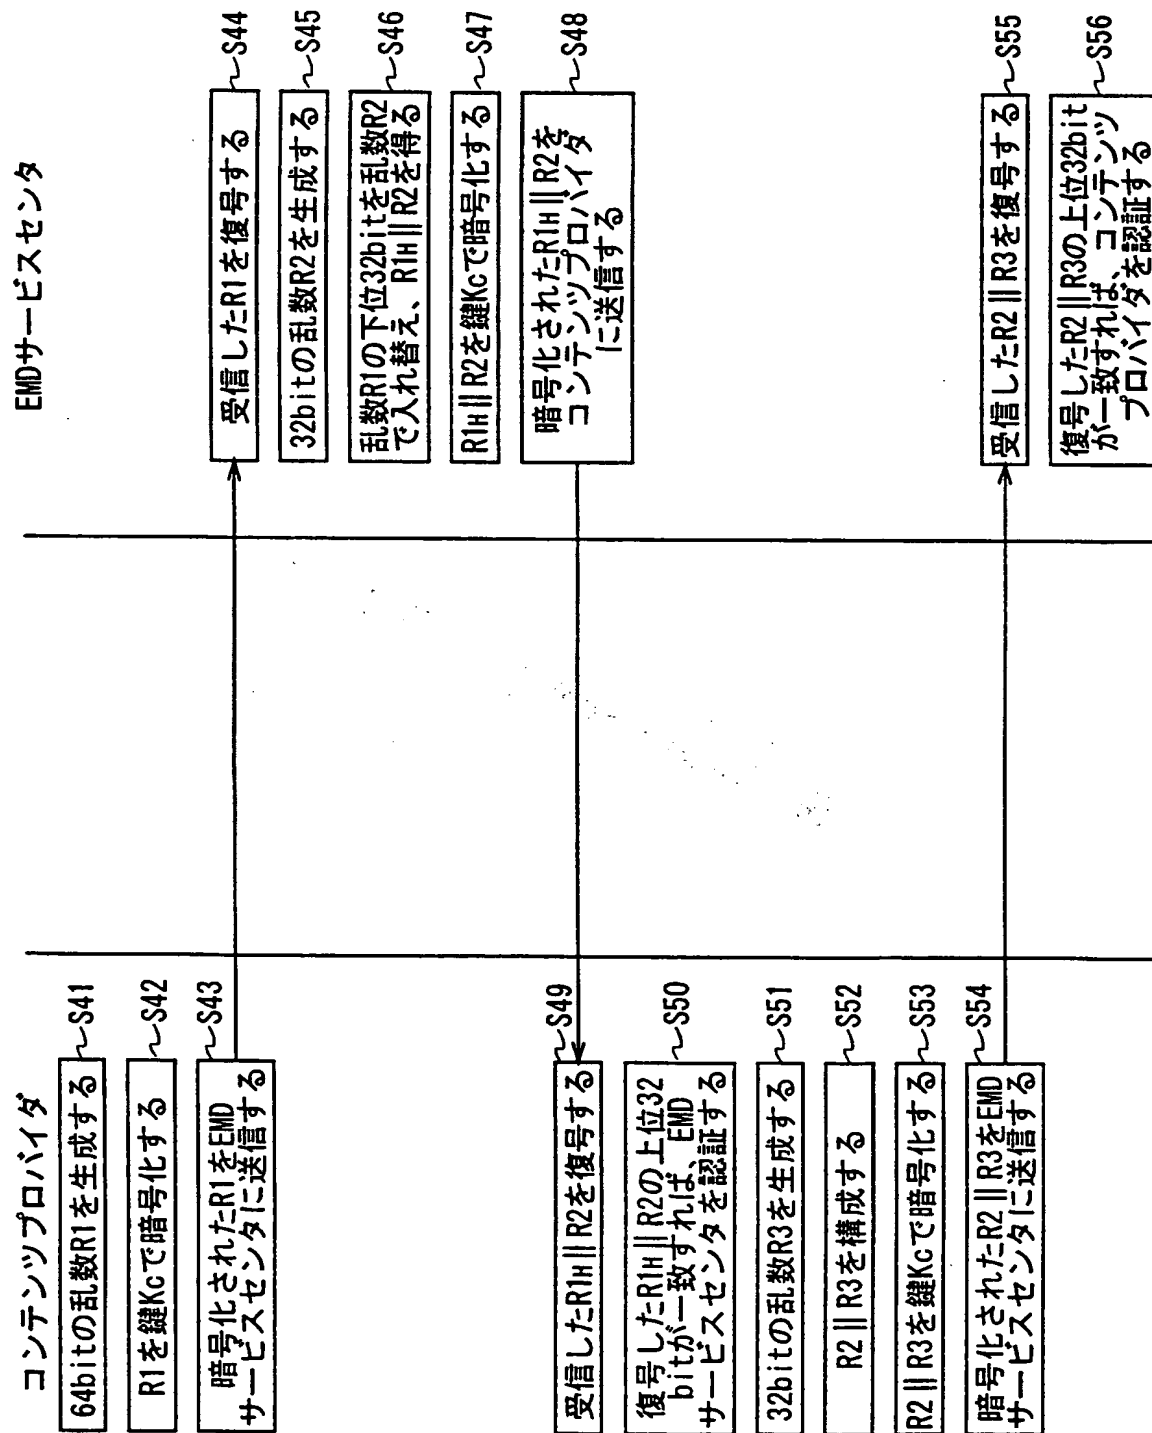 コンテンツプロバイダ
64bitの乱数R1を生成する
S41
R1を鍵Kcで暗号化する
S42
暗号化されたR1をEMD
サービスセンタに送信する
S43
受信したR1H||R2を復号する
S49
復号したR1H||R2の上位32
bitが一致すれば、EMD
サービスセンタを認証する
S50
32bitの乱数R3を生成する
S51
R2||R3を構成する
S52
R2||R3を鍵Kcで暗号化する
S53
暗号化されたR2||R3をEMD
サービスセンタに送信する
S54
EMDサービスセンタ
受信したR1を復号する
S44
32bitの乱数R2を生成する
S45
乱数R1の下位32bitを乱数R2
で入れ替え、R1H||R2を得る
S46
R1H||R2を鍵Kcで暗号化する
S47
暗号化されたR1H||R2を
コンテンツプロバイダ
に送信する
S48
受信したR2||R3を復号する
S55
復号したR2||R3の上位32bit
が一致すれば、コンテンツ
プロバイダを認証する
S56